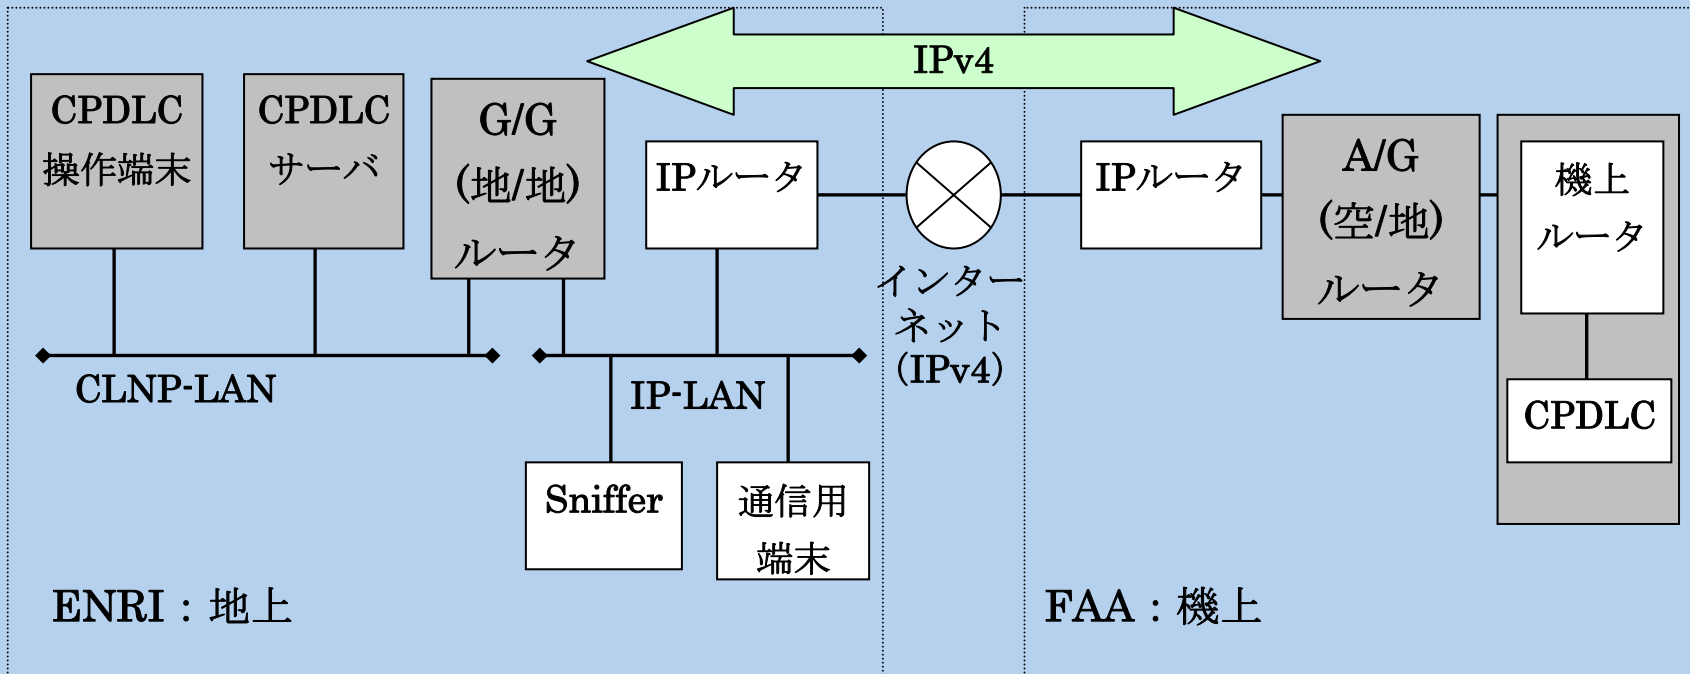 IPv4
CPDLC
操作端末
CPDLC
サーバ
G/G
(地/地)
ルータ
IPルータ
インター
ネット
(IPv4)
IPルータ
A/G
(空/地)
ルータ
機上
ルータ
CPDLC
CLNP-LAN
IP-LAN
Sniffer
通信用
端末
ENRI：地上
FAA：機上